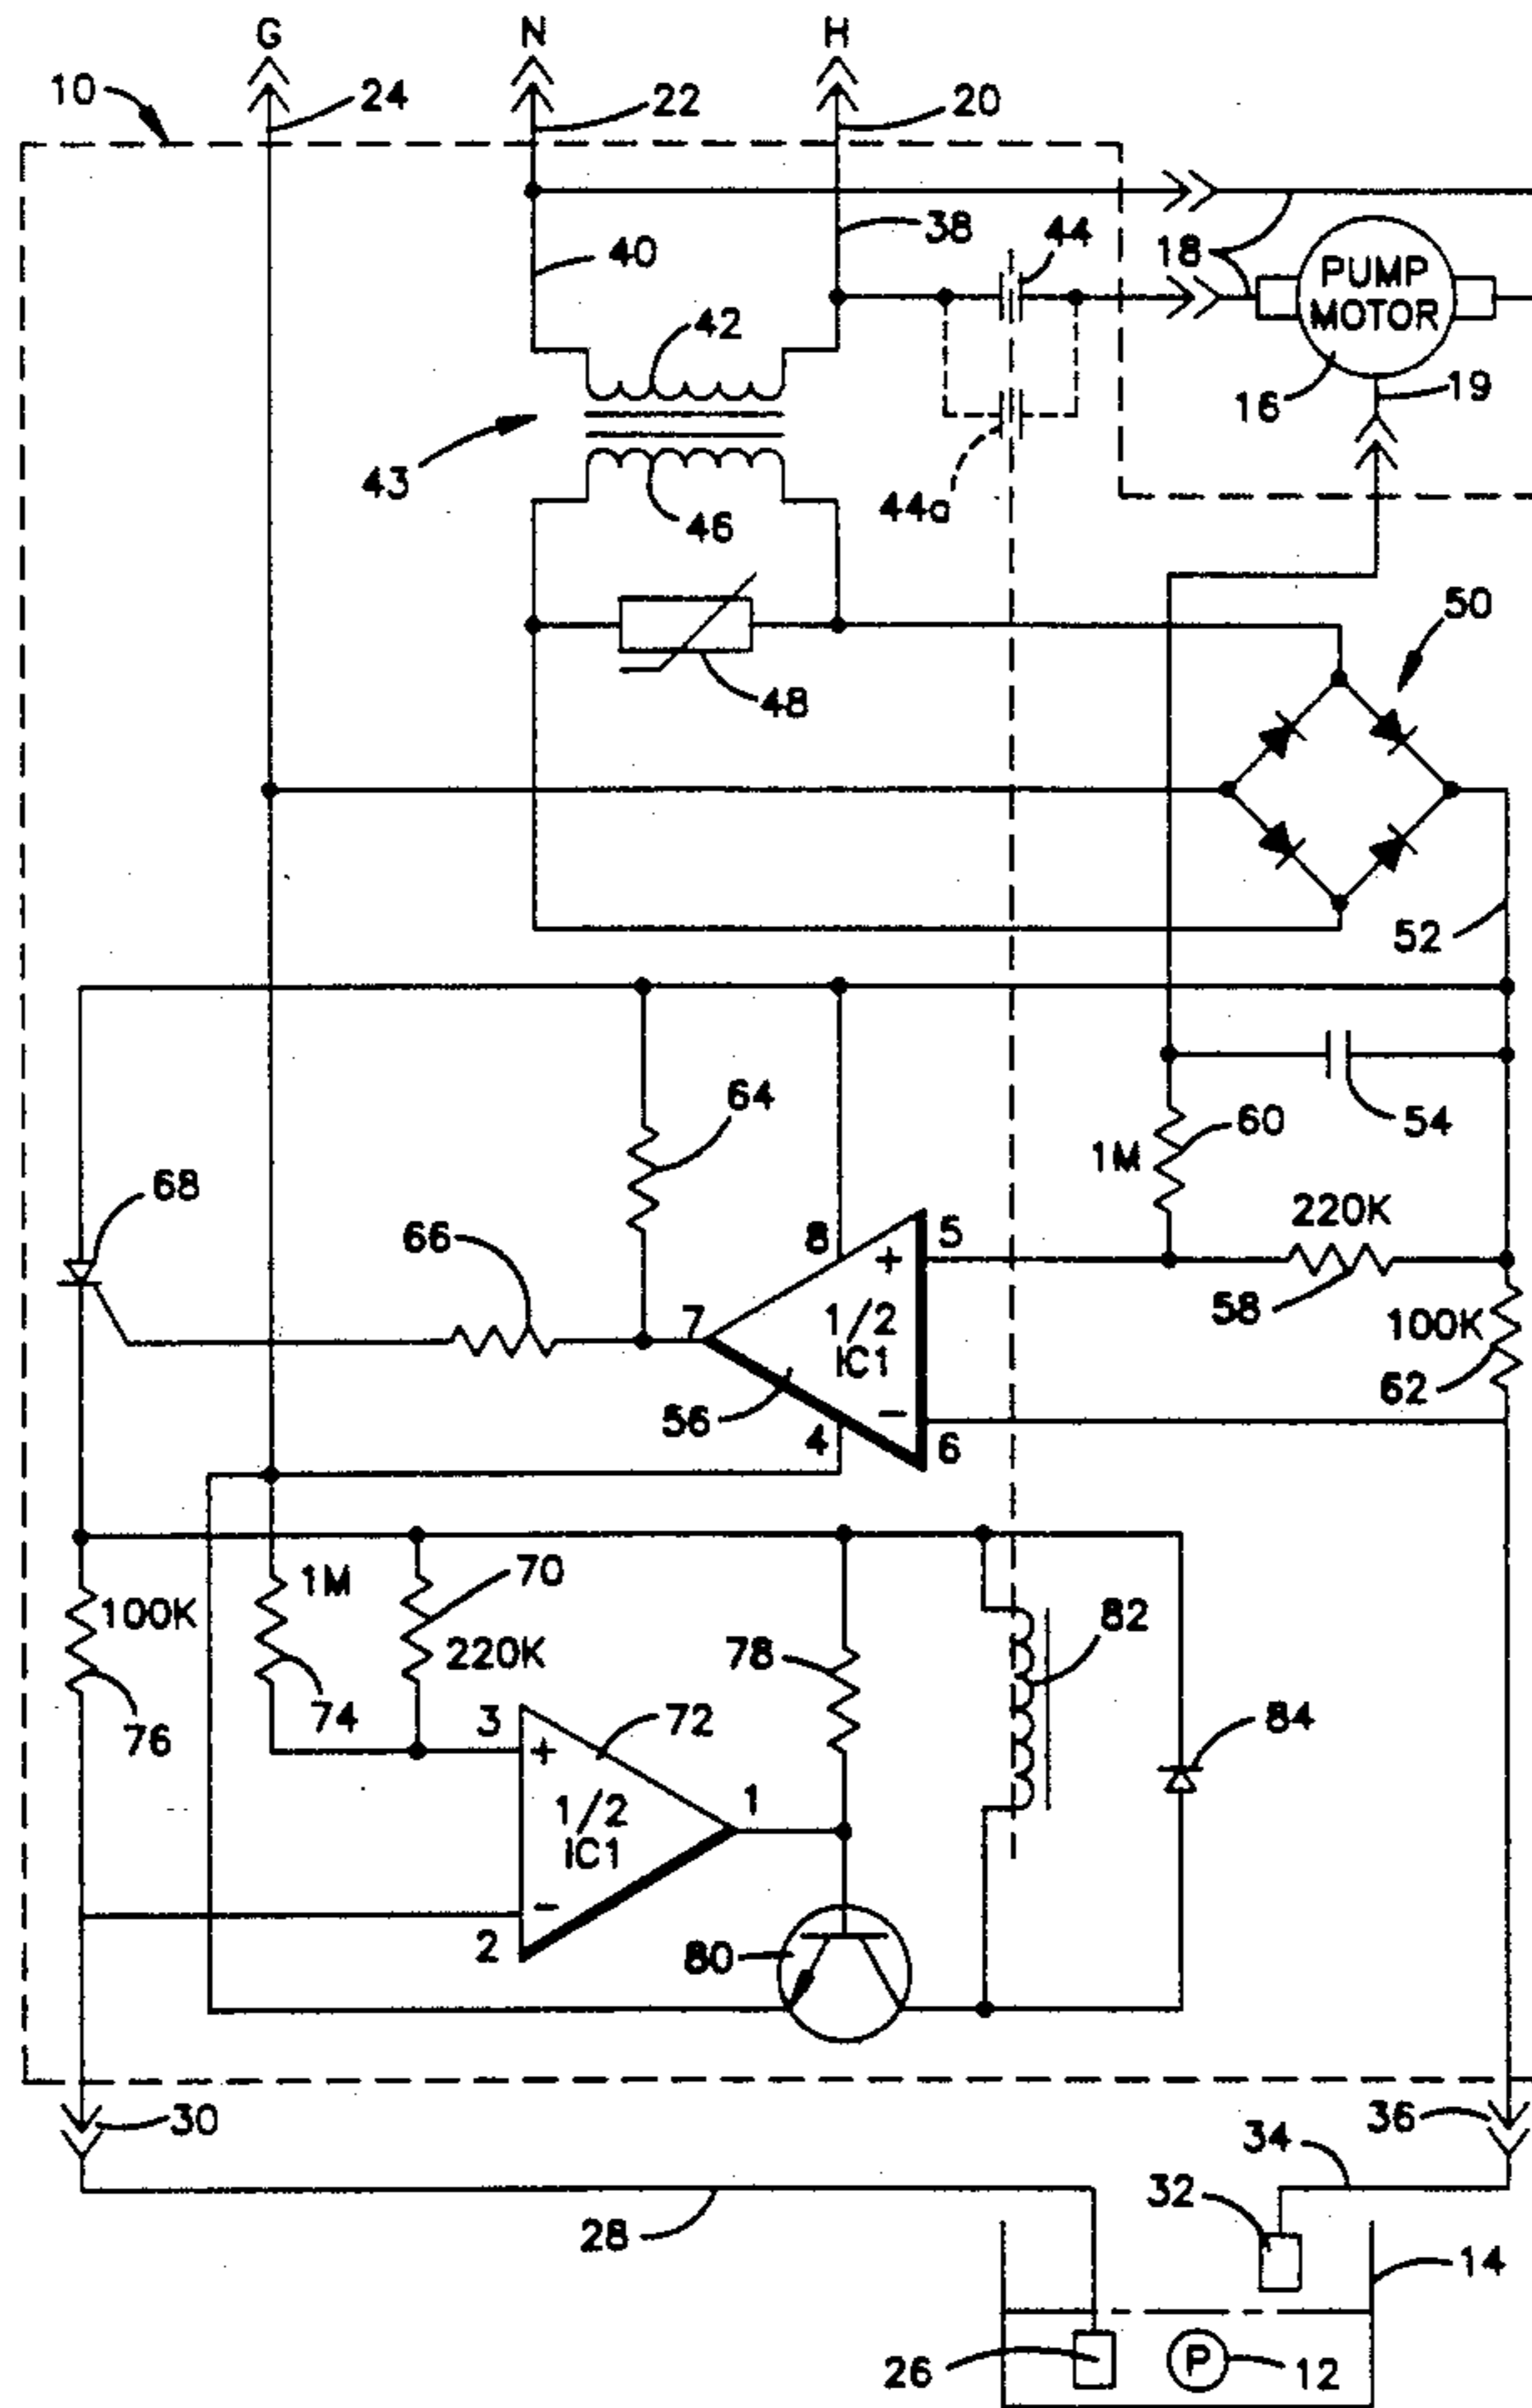 G N H
10 24 22 20
40 38 44 18 PUMP
MOTOR
42 16 19
43 46 44a
50
48
52
64 60 54
1M
68
66 8 + 5 220K
7 1/2
IC1 58 100K
62
56 4 − 6
1M 70
100K 82
220K 78
76 74 3 + 72 84
1/2
IC1 1
2 −
80
30 36
34
32
28 14
26 P 12